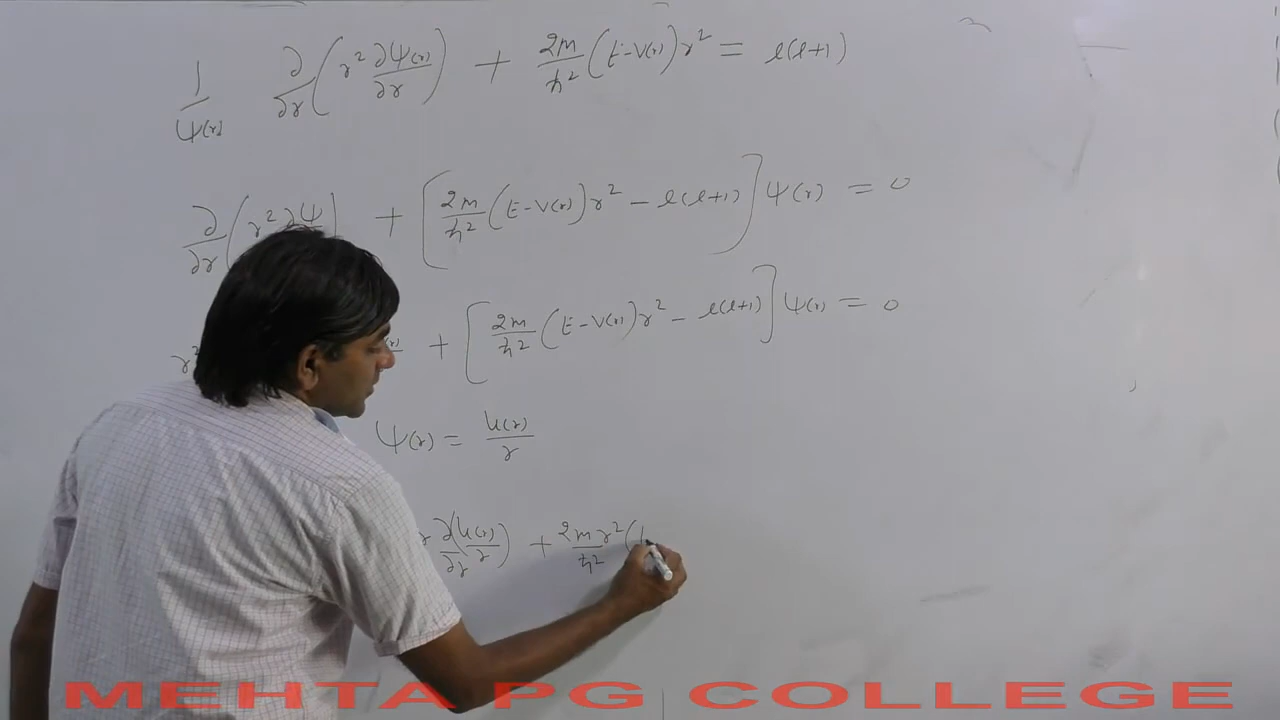 1/ψ(r) ∂/∂r (r² ∂ψ(r)/∂r) + 2m/ħ² (E-V(r)) r² = l(l+1)
∂/∂r (r² ∂ψ + [2m/ħ² (E-V(r)) r² - l(l+1)] ψ(r) = 0
r² + [2m/ħ² (E-V(r)) r² - l(l+1)] ψ(r) = 0
ψ(r) = u(r)/r
∂/∂r (u(r)/r) + 2mr²/ħ² (
MEHTA PG COLLEGE